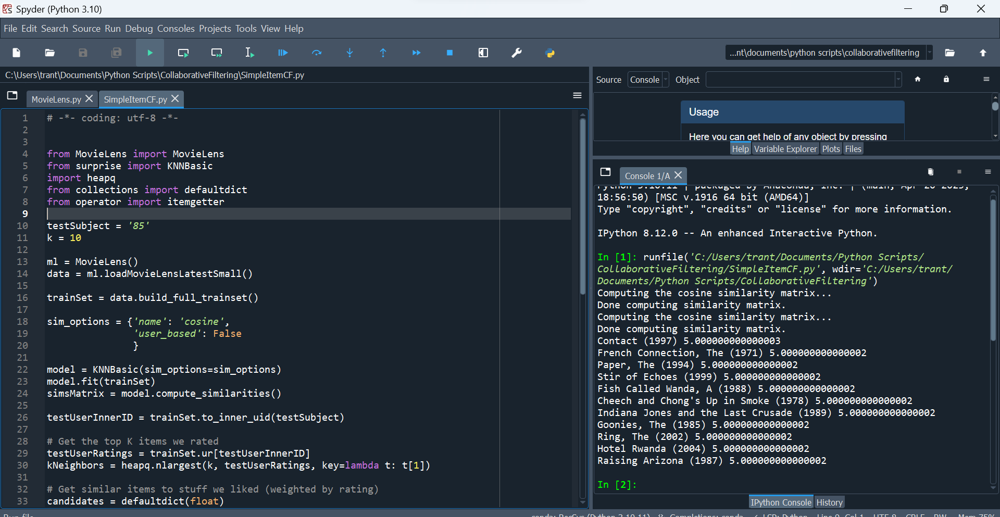 Spyder (Python 3.10)
File Edit Search Source Run Debug Consoles Projects Tools View Help
...nt\documents\python scripts\collaborativefiltering
C:\Users\trant\Documents\Python Scripts\CollaborativeFiltering\SimpleItemCF.py
MovieLens.py
SimpleItemCF.py
1 # -*- coding: utf-8 -*-
2
3
4 from MovieLens import MovieLens
5 from surprise import KNNBasic
6 import heapq
7 from collections import defaultdict
8 from operator import itemgetter
9
10 testSubject = '85'
11 k = 10
12
13 ml = MovieLens()
14 data = ml.loadMovieLensLatestSmall()
15
16 trainSet = data.build_full_trainset()
17
18 sim_options = {'name': 'cosine',
19 'user_based': False
20 }
21
22 model = KNNBasic(sim_options=sim_options)
23 model.fit(trainSet)
24 simsMatrix = model.compute_similarities()
25
26 testUserInnerID = trainSet.to_inner_uid(testSubject)
27
28 # Get the top K items we rated
29 testUserRatings = trainSet.ur[testUserInnerID]
30 kNeighbors = heapq.nlargest(k, testUserRatings, key=lambda t: t[1])
31
32 # Get similar items to stuff we liked (weighted by rating)
33 candidates = defaultdict(float)
Source Console Object
Usage
Here you can get help of any object by pressing
Help Variable Explorer Plots Files
Console 1/A
Python 3.10.11 | packaged by Anaconda, Inc. | (main, Apr 20 2023,
18:56:50) [MSC v.1916 64 bit (AMD64)]
Type "copyright", "credits" or "license" for more information.
IPython 8.12.0 -- An enhanced Interactive Python.
In [1]: runfile('C:/Users/trant/Documents/Python Scripts/
CollaborativeFiltering/SimpleItemCF.py', wdir='C:/Users/trant/
Documents/Python Scripts/CollaborativeFiltering')
Computing the cosine similarity matrix...
Done computing similarity matrix.
Computing the cosine similarity matrix...
Done computing similarity matrix.
Contact (1997) 5.000000000000003
French Connection, The (1971) 5.000000000000002
Paper, The (1994) 5.000000000000002
Stir of Echoes (1999) 5.000000000000002
Fish Called Wanda, A (1988) 5.000000000000002
Cheech and Chong's Up in Smoke (1978) 5.000000000000002
Indiana Jones and the Last Crusade (1989) 5.000000000000002
Goonies, The (1985) 5.000000000000002
Ring, The (2002) 5.000000000000002
Hotel Rwanda (2004) 5.000000000000002
Raising Arizona (1987) 5.000000000000002
In [2]:
IPython Console History
conda: RecSys (Python 3.10.11) Completions: conda LSP: Python Line 9, Col 1 UTF-8 CRLF RW Mem 75%